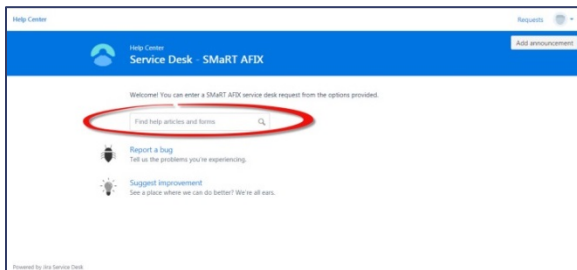 Help Center
Requests
Add announcement
Help Center
Service Desk - SMaRT AFIX
Welcome! You can enter a SMaRT AFIX service desk request from the options provided.
Find help articles and forms
Report a bug
Tell us the problems you're experiencing.
Suggest improvement
See a place where we can do better? We're all ears.
Powered by Jira Service Desk